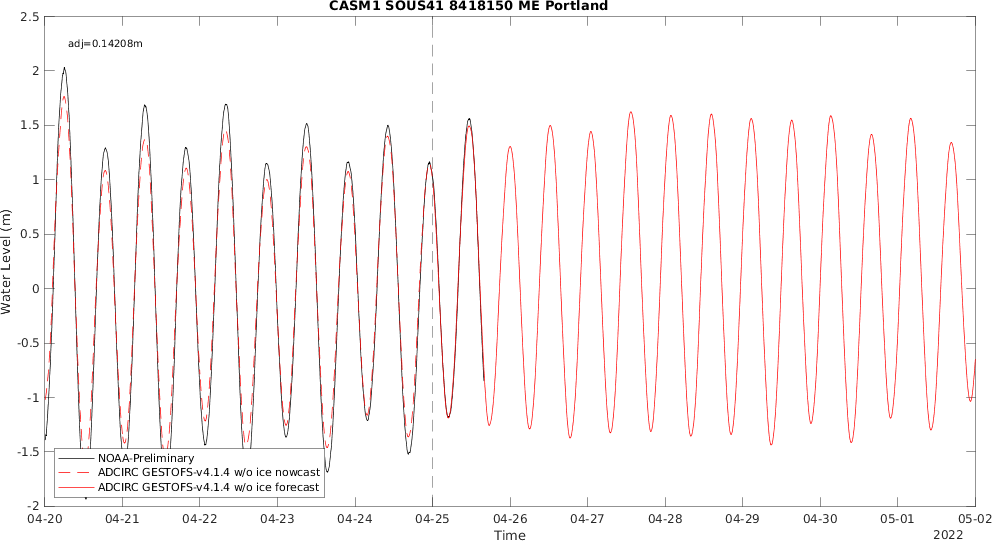 CASM1 SOUS41 8418150 ME Portland
adj=0.14208m
2.5
2
1.5
1
0.5
0
-0.5
-1
-1.5
-2
Water Level (m)
NOAA-Preliminary
ADCIRC GESTOFS-v4.1.4 w/o ice nowcast
ADCIRC GESTOFS-v4.1.4 w/o ice forecast
04-20 04-21 04-22 04-23 04-24 04-25 04-26 04-27 04-28 04-29 04-30 05-01 05-02
Time
2022